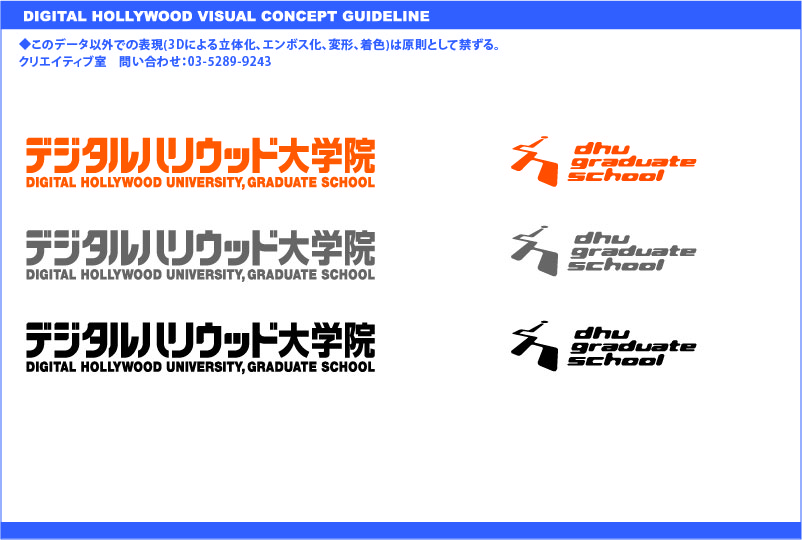 DIGITAL HOLLYWOOD VISUAL CONCEPT GUIDELINE
◆このデータ以外での表現(3Dによる立体化、エンボス化、変形、着色)は原則として禁ずる。
クリエイティブ室　問い合わせ：03-5289-9243
デジタルハリウッド大学院
DIGITAL HOLLYWOOD UNIVERSITY, GRADUATE SCHOOL
dhu
graduate
school
デジタルハリウッド大学院
DIGITAL HOLLYWOOD UNIVERSITY, GRADUATE SCHOOL
dhu
graduate
school
デジタルハリウッド大学院
DIGITAL HOLLYWOOD UNIVERSITY, GRADUATE SCHOOL
dhu
graduate
school